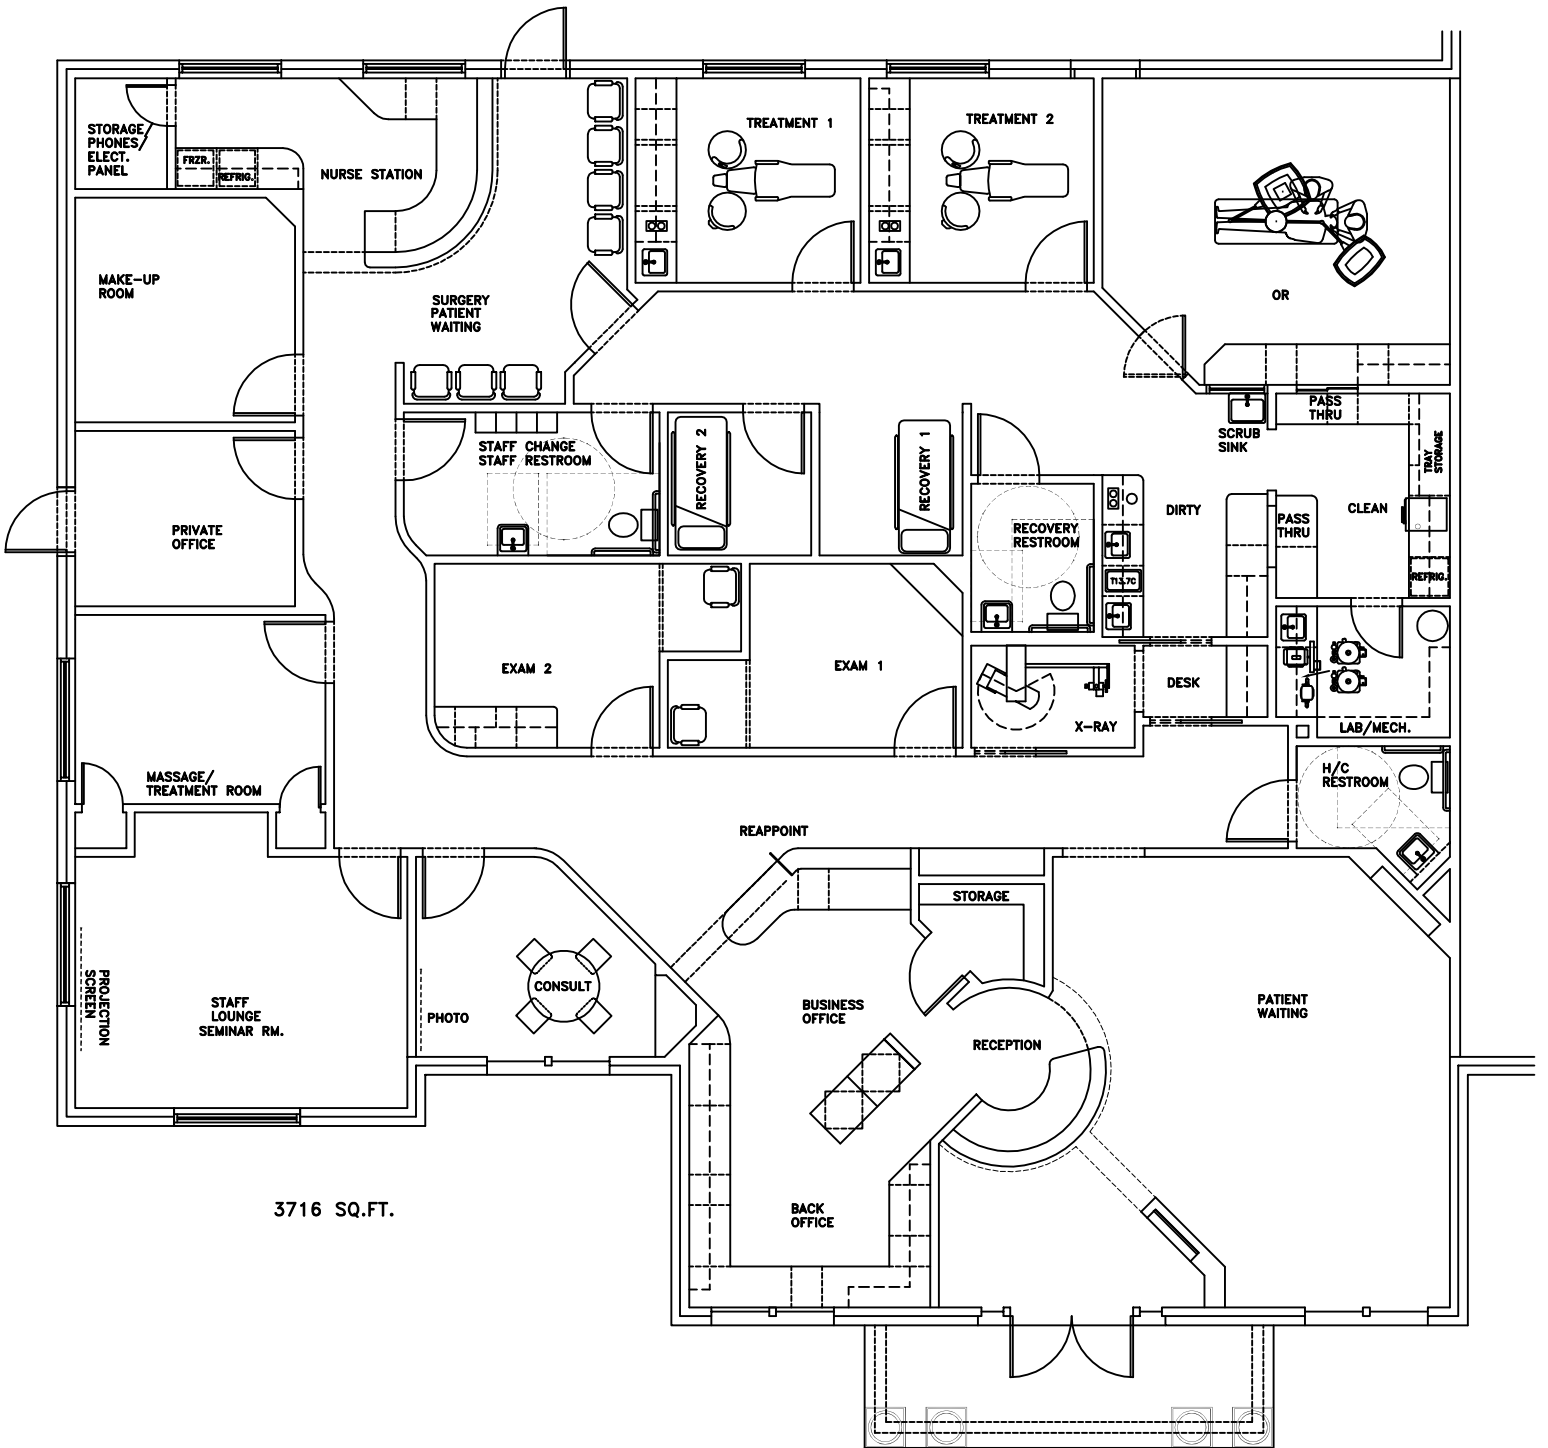 TREATMENT 1
TREATMENT 2
STORAGE/
PHONES/
ELECT.
PANEL
FRZR.
REFRIG.
NURSE STATION
MAKE-UP
ROOM
SURGERY
PATIENT
WAITING
OR
PASS
THRU
SCRUB
SINK
TRAY
STORAGE
STAFF CHANGE
STAFF RESTROOM
RECOVERY 2
RECOVERY 1
PRIVATE
OFFICE
RECOVERY
RESTROOM
DIRTY
PASS
THRU
CLEAN
REFRIG.
EXAM 2
EXAM 1
DESK
X-RAY
LAB/MECH.
H/C
RESTROOM
MASSAGE/
TREATMENT ROOM
REAPPOINT
STORAGE
PROJECTION
SCREEN
STAFF
LOUNGE
SEMINAR RM.
PHOTO
CONSULT
BUSINESS
OFFICE
RECEPTION
PATIENT
WAITING
BACK
OFFICE
3716 SQ.FT.